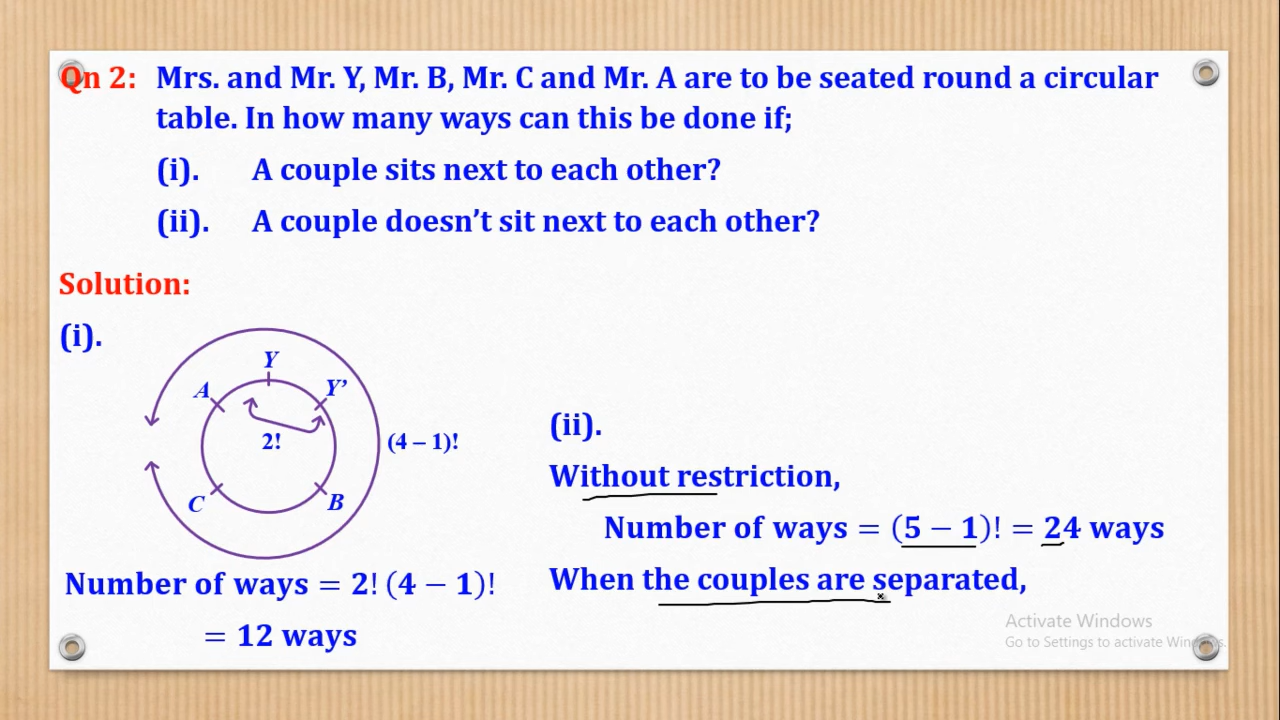 Qn 2: Mrs. and Mr. Y, Mr. B, Mr. C and Mr. A are to be seated round a circular
table. In how many ways can this be done if;
(i). A couple sits next to each other?
(ii). A couple doesn’t sit next to each other?
Solution:
(i).
Y
A
Y’
2!
(4 – 1)!
C
B
Number of ways = 2! (4 − 1)!
= 12 ways
(ii).
Without restriction,
Number of ways = (5 − 1)! = 24 ways
When the couples are separated,
Activate Windows
Go to Settings to activate Windows.